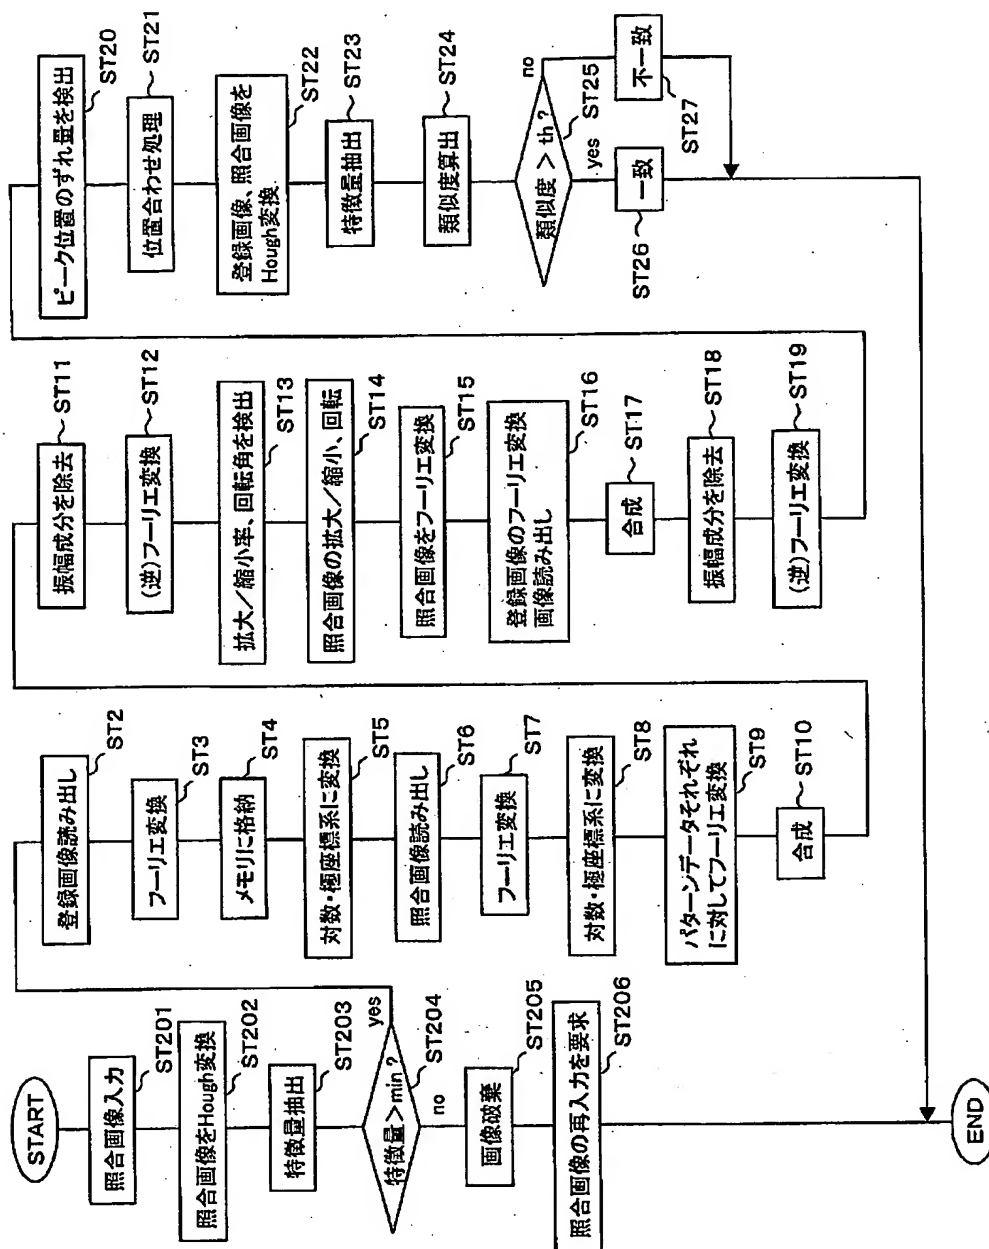 START
照合画像入力
ST201
照合画像をHough変換
ST202
特徴量抽出
ST203
特徴量>min?
ST204
yes
no
画像破棄
ST205
照合画像の再入力を要求
ST206
END
登録画像読み出し
ST2
フーリエ変換
ST3
メモリに格納
ST4
対数・極座標系に変換
ST5
照合画像読み出し
ST6
フーリエ変換
ST7
対数・極座標系に変換
ST8
パターンデータそれぞれ
に対してフーリエ変換
ST9
合成
ST10
振幅成分を除去
ST11
(逆)フーリエ変換
ST12
拡大/縮小率、回転角を検出
ST13
照合画像の拡大/縮小、回転
ST14
照合画像をフーリエ変換
ST15
登録画像のフーリエ変換
画像読み出し
ST16
合成
ST17
振幅成分を除去
ST18
(逆)フーリエ変換
ST19
ピーク位置のずれ量を検出
ST20
位置合わせ処理
ST21
登録画像、照合画像を
Hough変換
ST22
特徴量抽出
ST23
類似度算出
ST24
類似度>th?
ST25
yes
no
一致
ST26
不一致
ST27